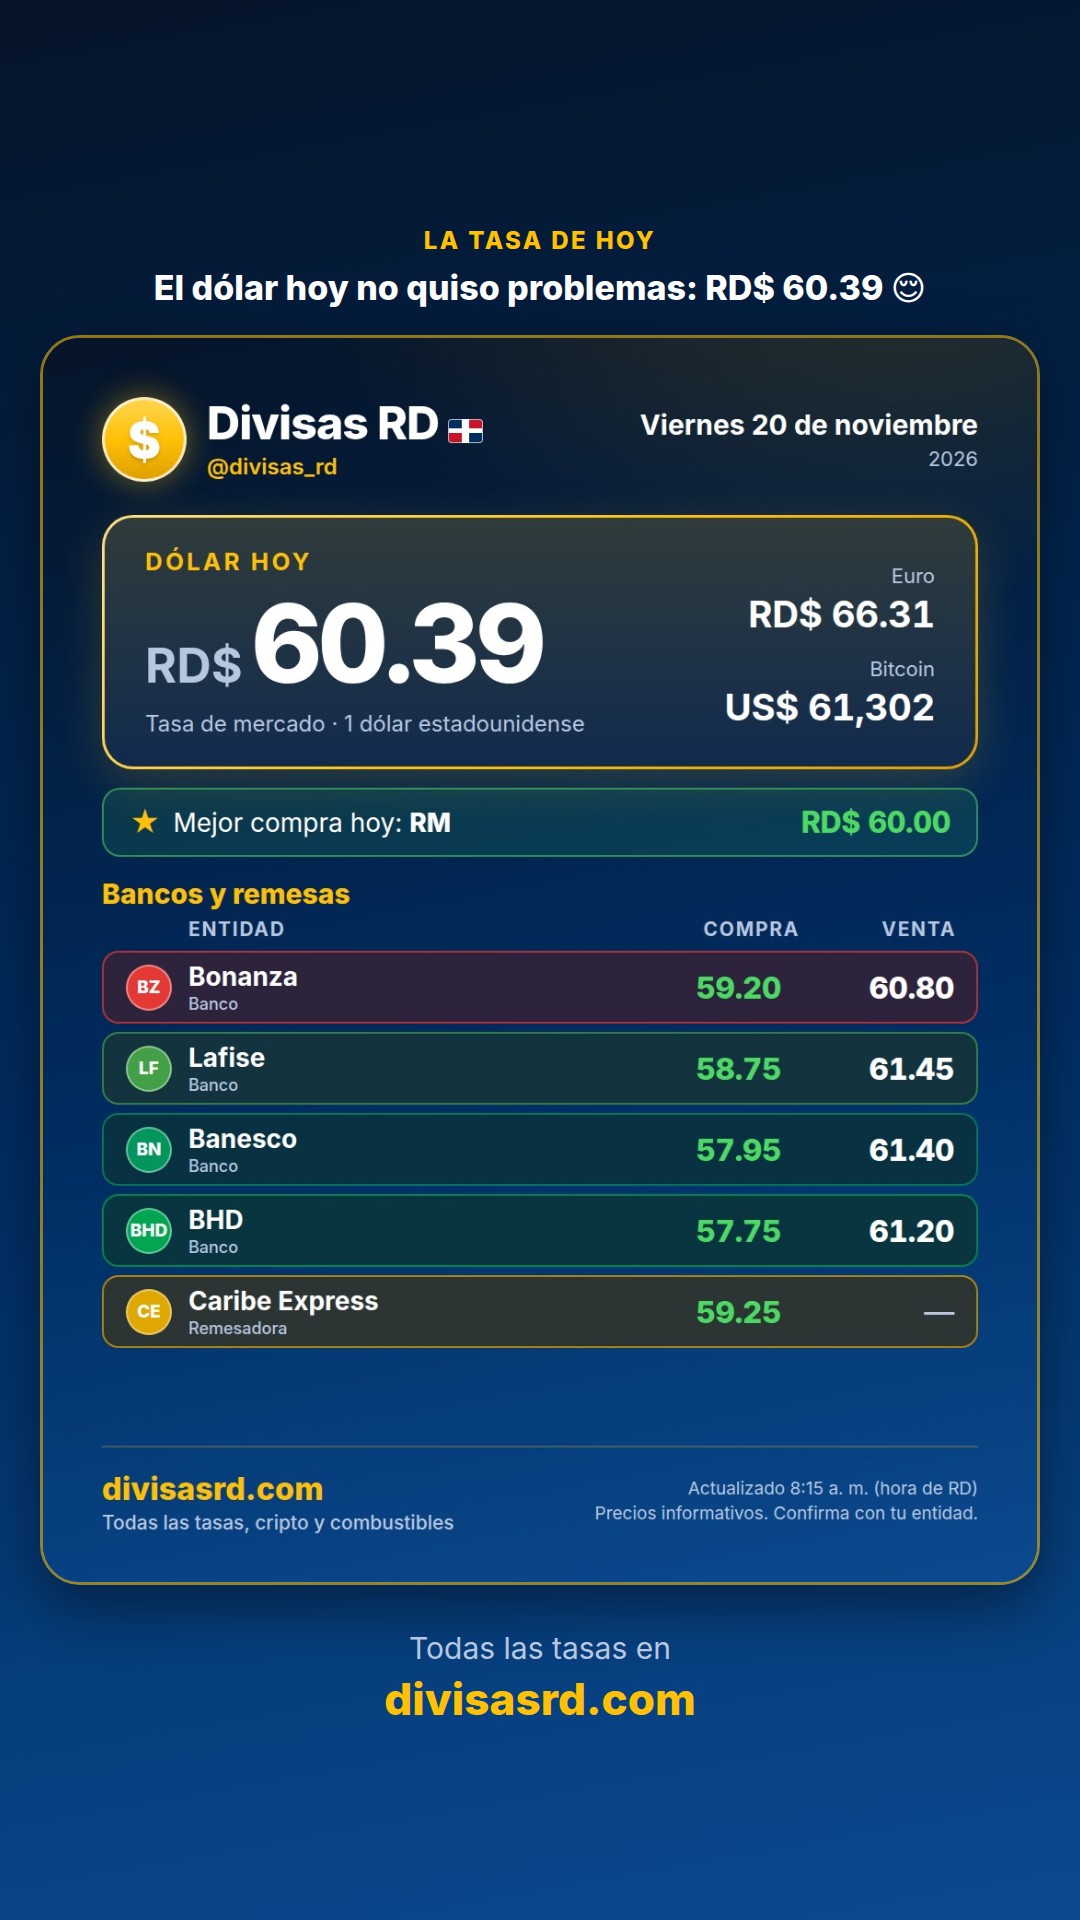 LA TASA DE HOY
El dólar hoy no quiso problemas: RD$ 60.39 😌
$
Divisas RD
@divisas_rd
Viernes 20 de noviembre
2026
DÓLAR HOY
RD$ 60.39
Tasa de mercado · 1 dólar estadounidense
Euro
RD$ 66.31
Bitcoin
US$ 61,302
★ Mejor compra hoy: RM RD$ 60.00
Bancos y remesas
ENTIDAD COMPRA VENTA
BZ Bonanza 59.20 60.80
Banco
LF Lafise 58.75 61.45
Banco
BN Banesco 57.95 61.40
Banco
BHD BHD 57.75 61.20
Banco
CE Caribe Express 59.25 —
Remesadora
divisasrd.com
Todas las tasas, cripto y combustibles
Actualizado 8:15 a. m. (hora de RD)
Precios informativos. Confirma con tu entidad.
Todas las tasas en
divisasrd.com